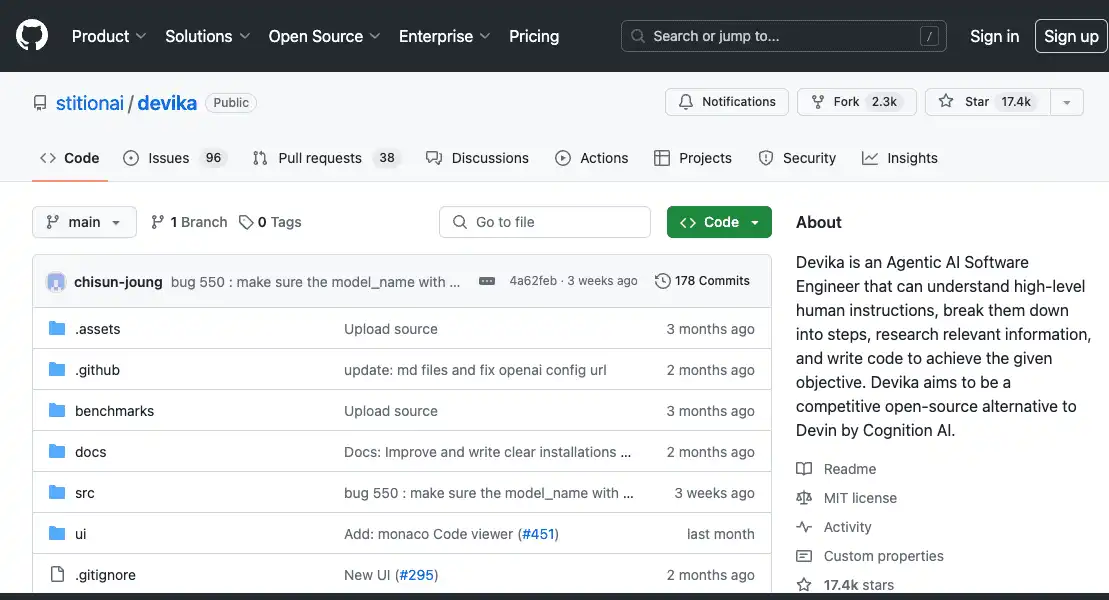 Product Solutions Open Source Enterprise Pricing Search or jump to... / Sign in Sign up
stitionai / devika Public Notifications Fork 2.3k Star 17.4k
Code Issues 96 Pull requests 38 Discussions Actions Projects Security Insights
main 1 Branch 0 Tags Go to file Code
chisun-joung bug 550 : make sure the model_name with ... 4a62feb · 3 weeks ago 178 Commits
.assets Upload source 3 months ago
.github update: md files and fix openai config url 2 months ago
benchmarks Upload source 3 months ago
docs Docs: Improve and write clear installations ... 2 months ago
src bug 550 : make sure the model_name with ... 3 weeks ago
ui Add: monaco Code viewer (#451) last month
.gitignore New UI (#295) 2 months ago
About
Devika is an Agentic AI Software
Engineer that can understand high-level
human instructions, break them down
into steps, research relevant information,
and write code to achieve the given
objective. Devika aims to be a
competitive open-source alternative to
Devin by Cognition AI.
Readme
MIT license
Activity
Custom properties
17.4k stars